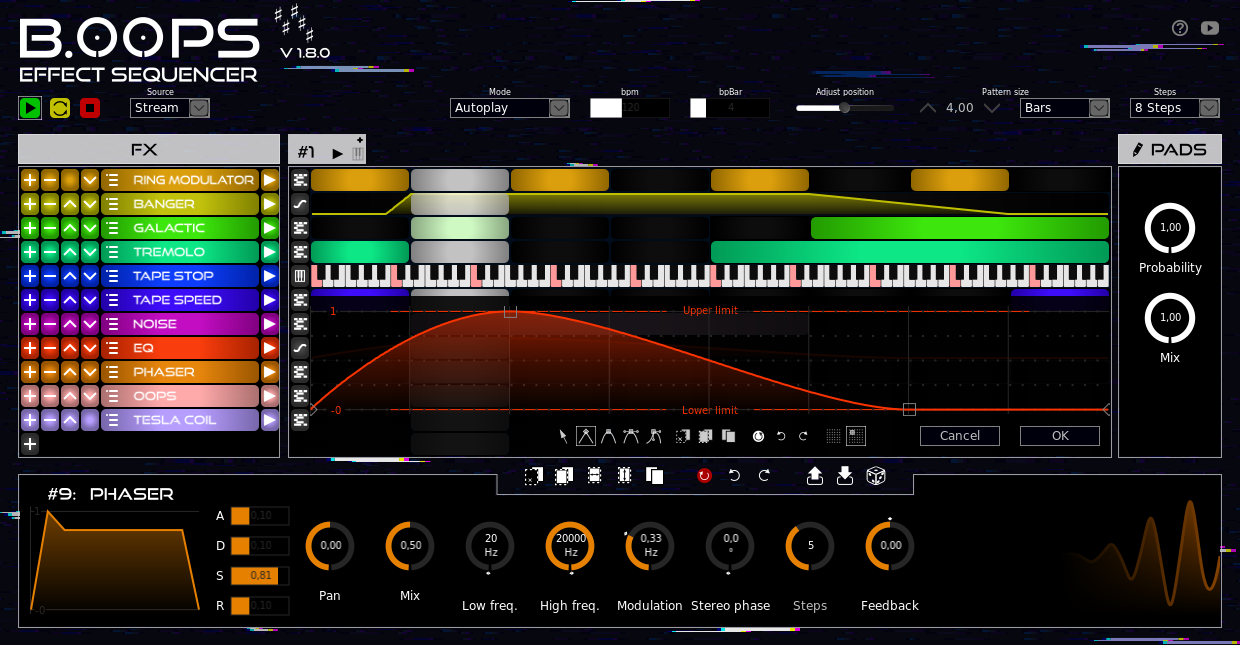 B.OOPS
EFFECT SEQUENCER
V 1.8.0
Source
Stream
Mode
Autoplay
bpm
120
bpBar
4
Adjust position
Pattern size
4,00
Bars
Steps
8 Steps
FX
#1
PADS
RING MODULATOR
BANGER
GALACTIC
TREMOLO
TAPE STOP
TAPE SPEED
NOISE
EQ
PHASER
OOPS
TESLA COIL
1
Upper limit
-0
Lower limit
Cancel
OK
1,00
Probability
1,00
Mix
#9: PHASER
1
-0
A
0,10
D
0,10
S
0,81
R
0,10
0,00
Pan
0,50
Mix
20
Hz
Low freq.
20000
Hz
High freq.
0,33
Hz
Modulation
0,0
°
Stereo phase
5
Steps
0,00
Feedback